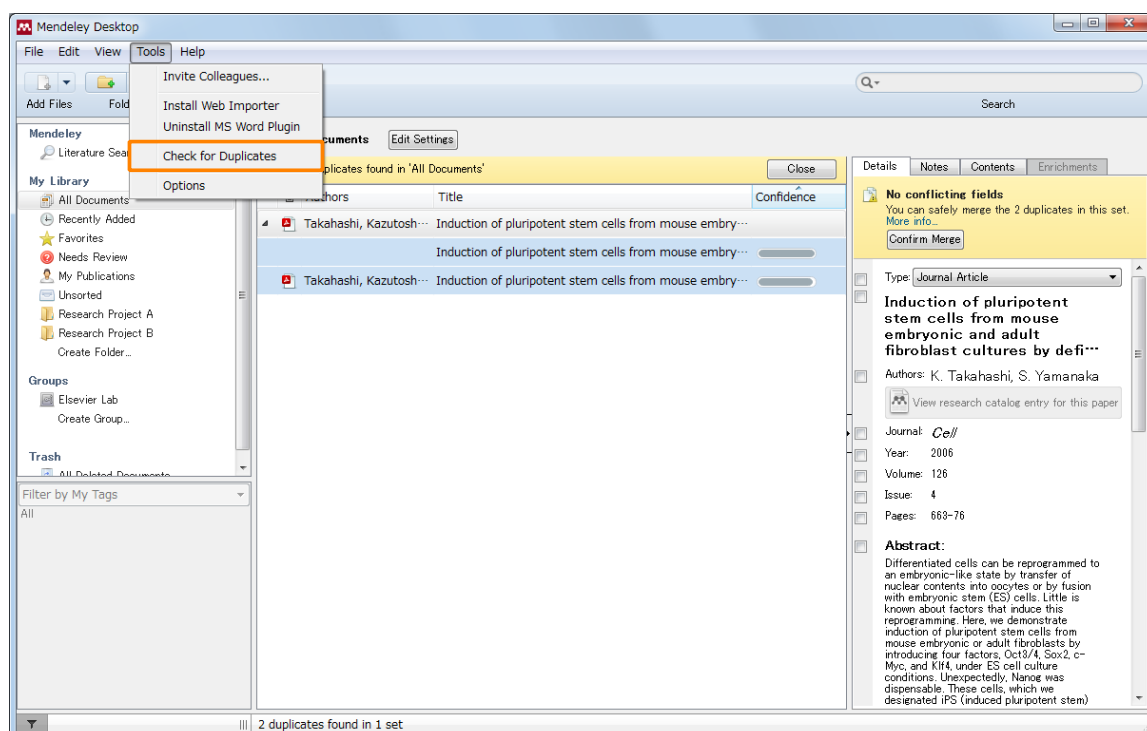 Mendeley Desktop
File Edit View Tools Help
Invite Colleagues...
Install Web Importer
Uninstall MS Word Plugin
Check for Duplicates
Options
Add Files
Search
Mendeley
My Library
All Documents
Recently Added
Favorites
Needs Review
My Publications
Unsorted
Research Project A
Research Project B
Create Folder...
Groups
Elsevier Lab
Create Group...
Trash
All Deleted Documents
Filter by My Tags
All
Edit Settings
found in 'All Documents'
Close
Authors Title Confidence
Takahashi, Kazutosh… Induction of pluripotent stem cells from mouse embry…
Induction of pluripotent stem cells from mouse embry…
Takahashi, Kazutosh… Induction of pluripotent stem cells from mouse embry…
2 duplicates found in 1 set
Details Notes Contents Enrichments
No conflicting fields
You can safely merge the 2 duplicates in this set.
More info...
Confirm Merge
Type: Journal Article
Induction of pluripotent
stem cells from mouse
embryonic and adult
fibroblast cultures by defi…
Authors: K. Takahashi, S. Yamanaka
View research catalog entry for this paper
Journal: Cell
Year: 2006
Volume: 126
Issue: 4
Pages: 663-76
Abstract:
Differentiated cells can be reprogrammed to
an embryonic-like state by transfer of
nuclear contents into oocytes or by fusion
with embryonic stem (ES) cells. Little is
known about factors that induce this
reprogramming. Here, we demonstrate
induction of pluripotent stem cells from
mouse embryonic or adult fibroblasts by
introducing four factors, Oct3/4, Sox2, c-
Myc, and Klf4, under ES cell culture
conditions. Unexpectedly, Nanog was
dispensable. These cells, which we
designated iPS (induced pluripotent stem)